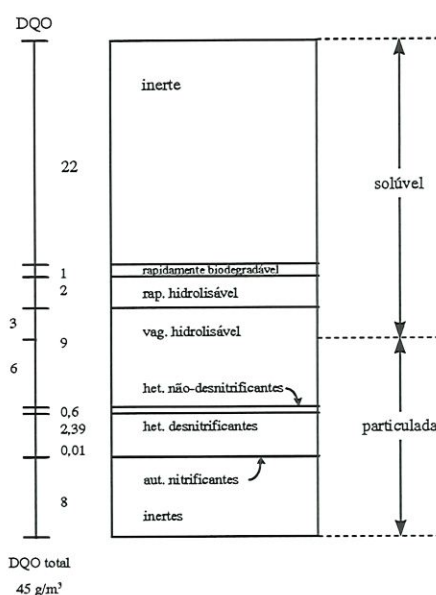 DQO
inerte
22
solúvel
1
rapidamente biodegradável
2
rap. hidrolisável
3
9
vag. hidrolisável
6
het. não-desnitrificantes
0,6
2,39
het. desnitrificantes
particulada
0,01
aut. nitrificantes
8
inertes
DQO total
45 g/m³